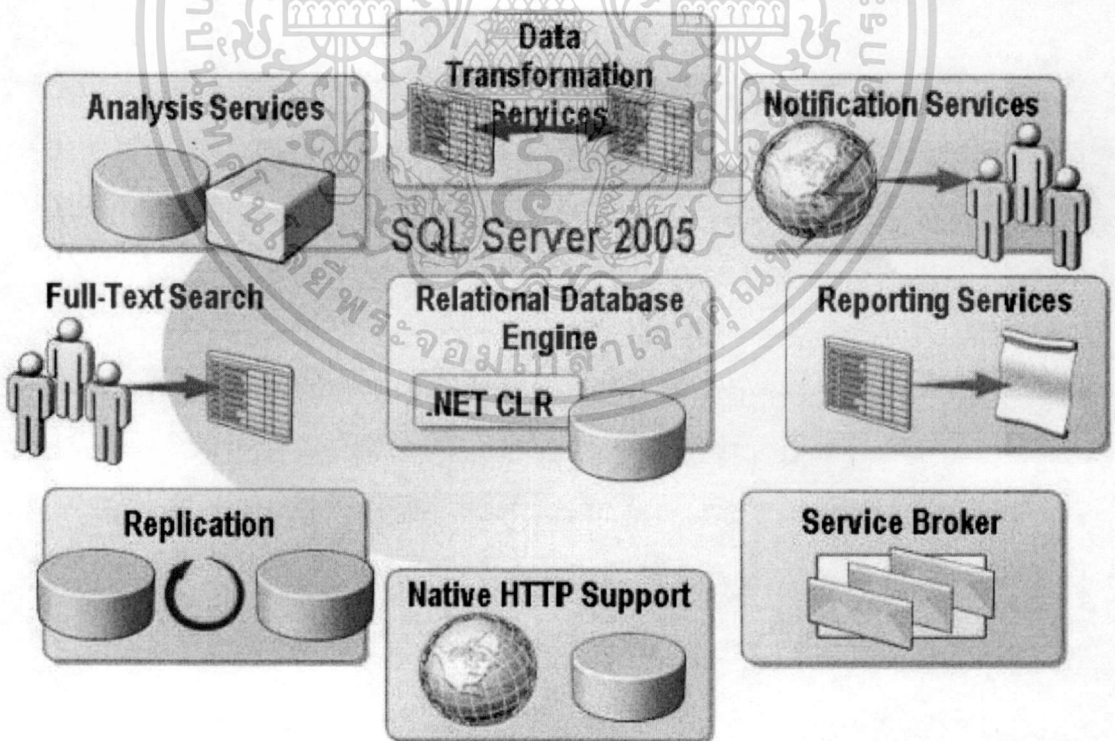 Data
Transformation
Services
Analysis Services
Notification Services
SQL Server 2005
Full-Text Search
Relational Database
Engine
.NET CLR
Reporting Services
Replication
Native HTTP Support
Service Broker